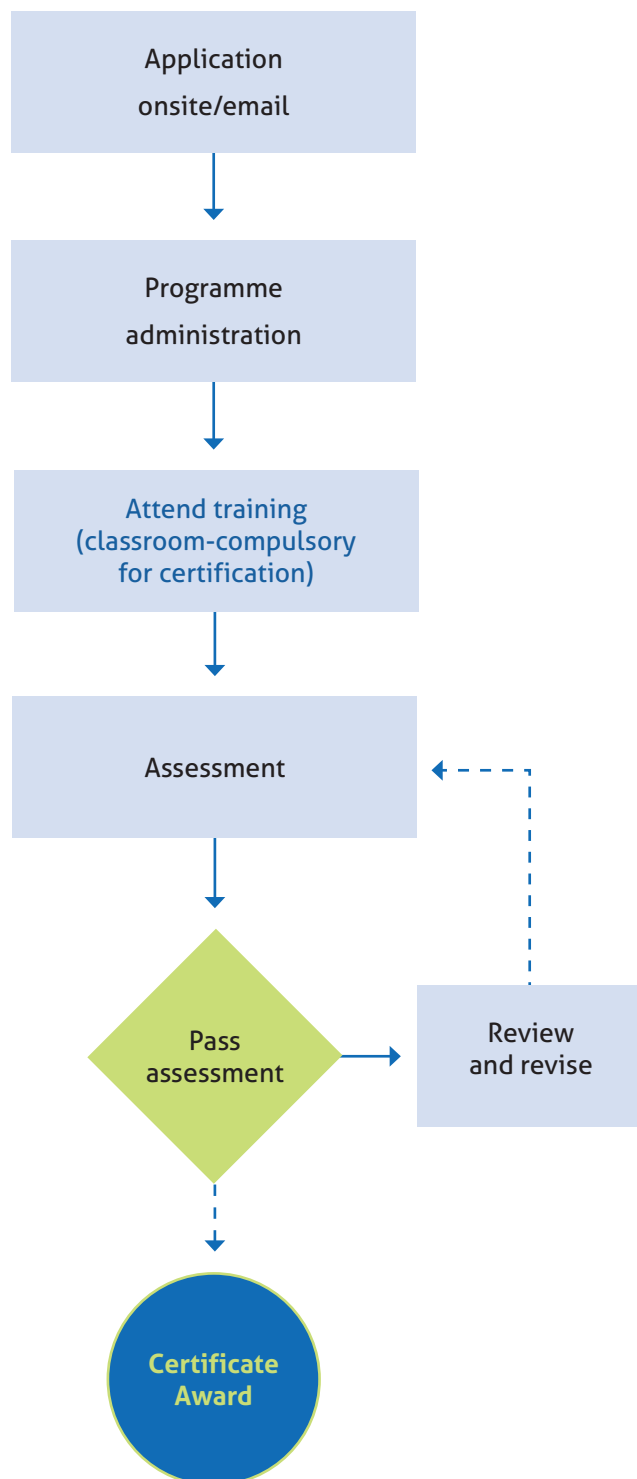 Application
onsite/email
Programme
administration
Attend training
(classroom-compulsory
for certification)
Assessment
Pass
assessment
Review
and revise
Certificate
Award